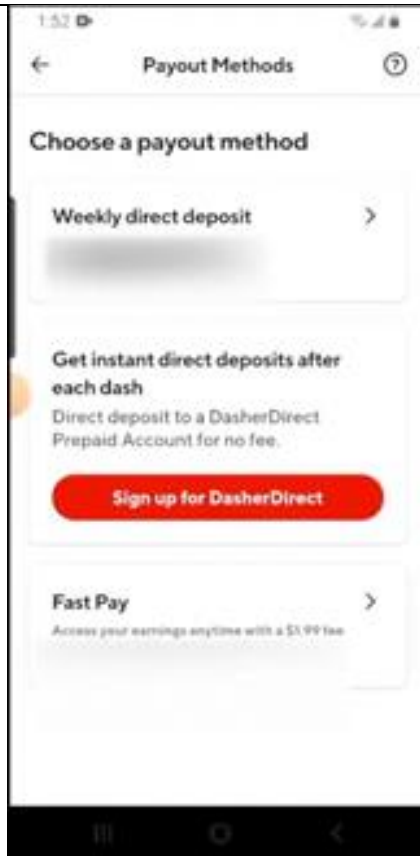 1:52
Payout Methods
Choose a payout method
Weekly direct deposit
Get instant direct deposits after
each dash
Direct deposit to a DasherDirect
Prepaid Account for no fee.
Sign up for DasherDirect
Fast Pay
Access your earnings anytime with a $1.99 fee